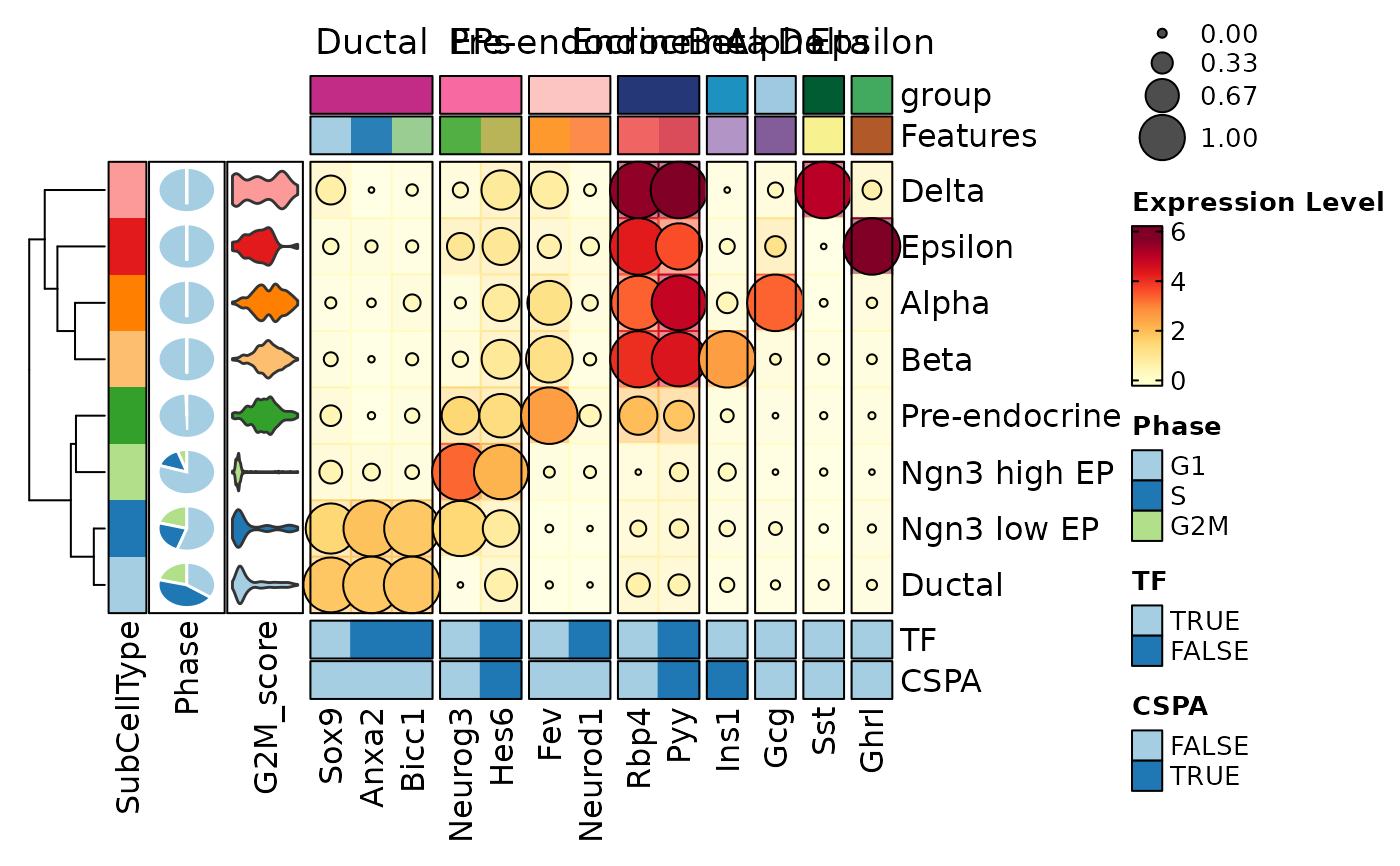 Ductal EPs Pre-endocrine Endocrine Beta Alpha Delta Epsilon
group
Features
Delta
Epsilon
Alpha
Beta
Pre-endocrine
Ngn3 high EP
Ngn3 low EP
Ductal
TF
CSPA
SubCellType
Phase
G2M_score
Sox9
Anxa2
Bicc1
Neurog3
Hes6
Fev
Neurod1
Rbp4
Pyy
Ins1
Gcg
Sst
Ghrl
0.00
0.33
0.67
1.00
Expression Level
6
4
2
0
Phase
G1
S
G2M
TF
TRUE
FALSE
CSPA
FALSE
TRUE